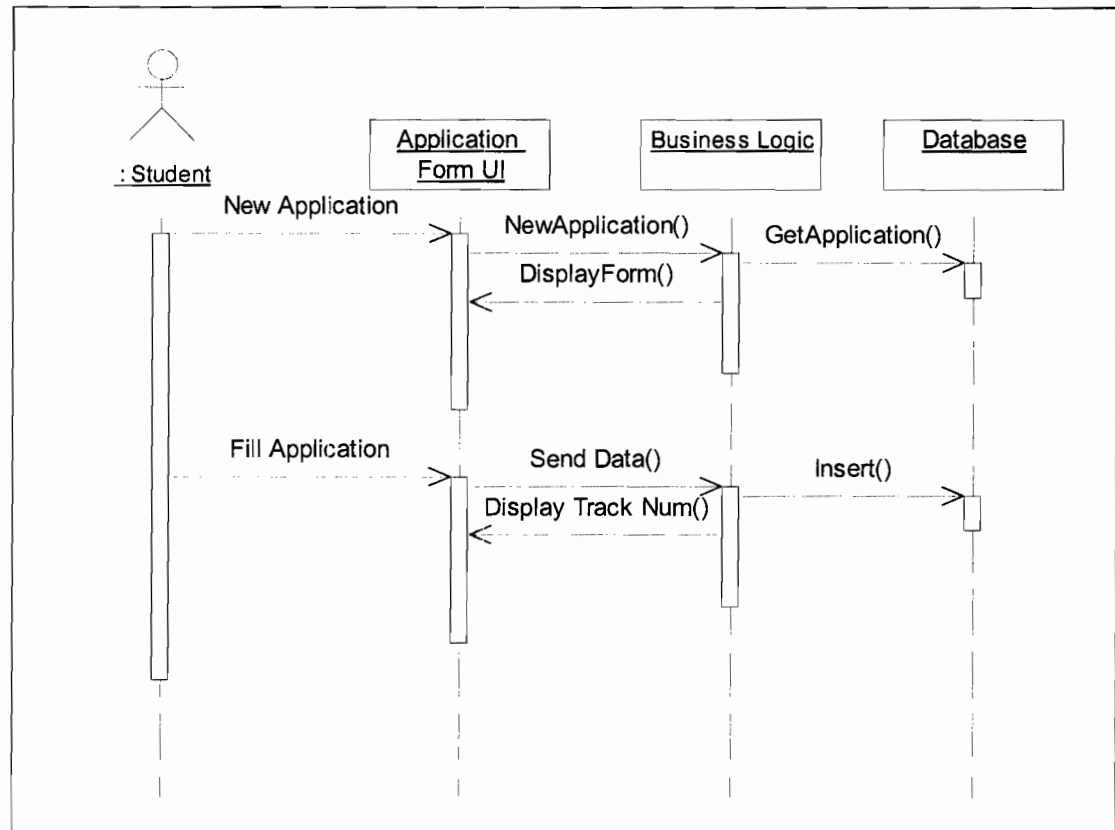 : Student
Application
Form UI
Business Logic
Database
New Application
NewApplication()
GetApplication()
DisplayForm()
Fill Application
Send Data()
Insert()
Display Track Num()